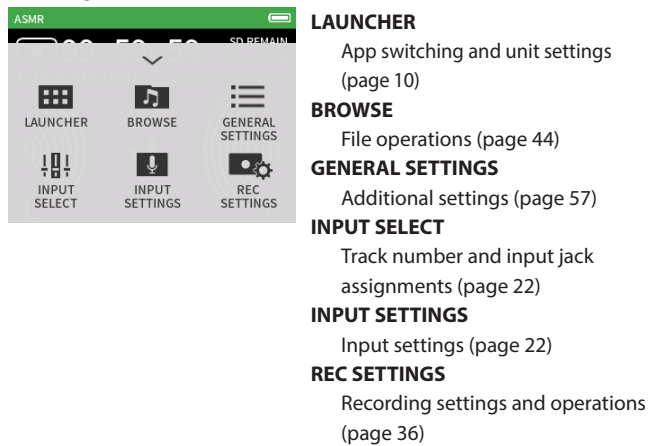 ASMR
SD REMAIN
LAUNCHER
BROWSE
GENERAL
SETTINGS
INPUT
SELECT
INPUT
SETTINGS
REC
SETTINGS
LAUNCHER
App switching and unit settings
(page 10)
BROWSE
File operations (page 44)
GENERAL SETTINGS
Additional settings (page 57)
INPUT SELECT
Track number and input jack
assignments (page 22)
INPUT SETTINGS
Input settings (page 22)
REC SETTINGS
Recording settings and operations
(page 36)